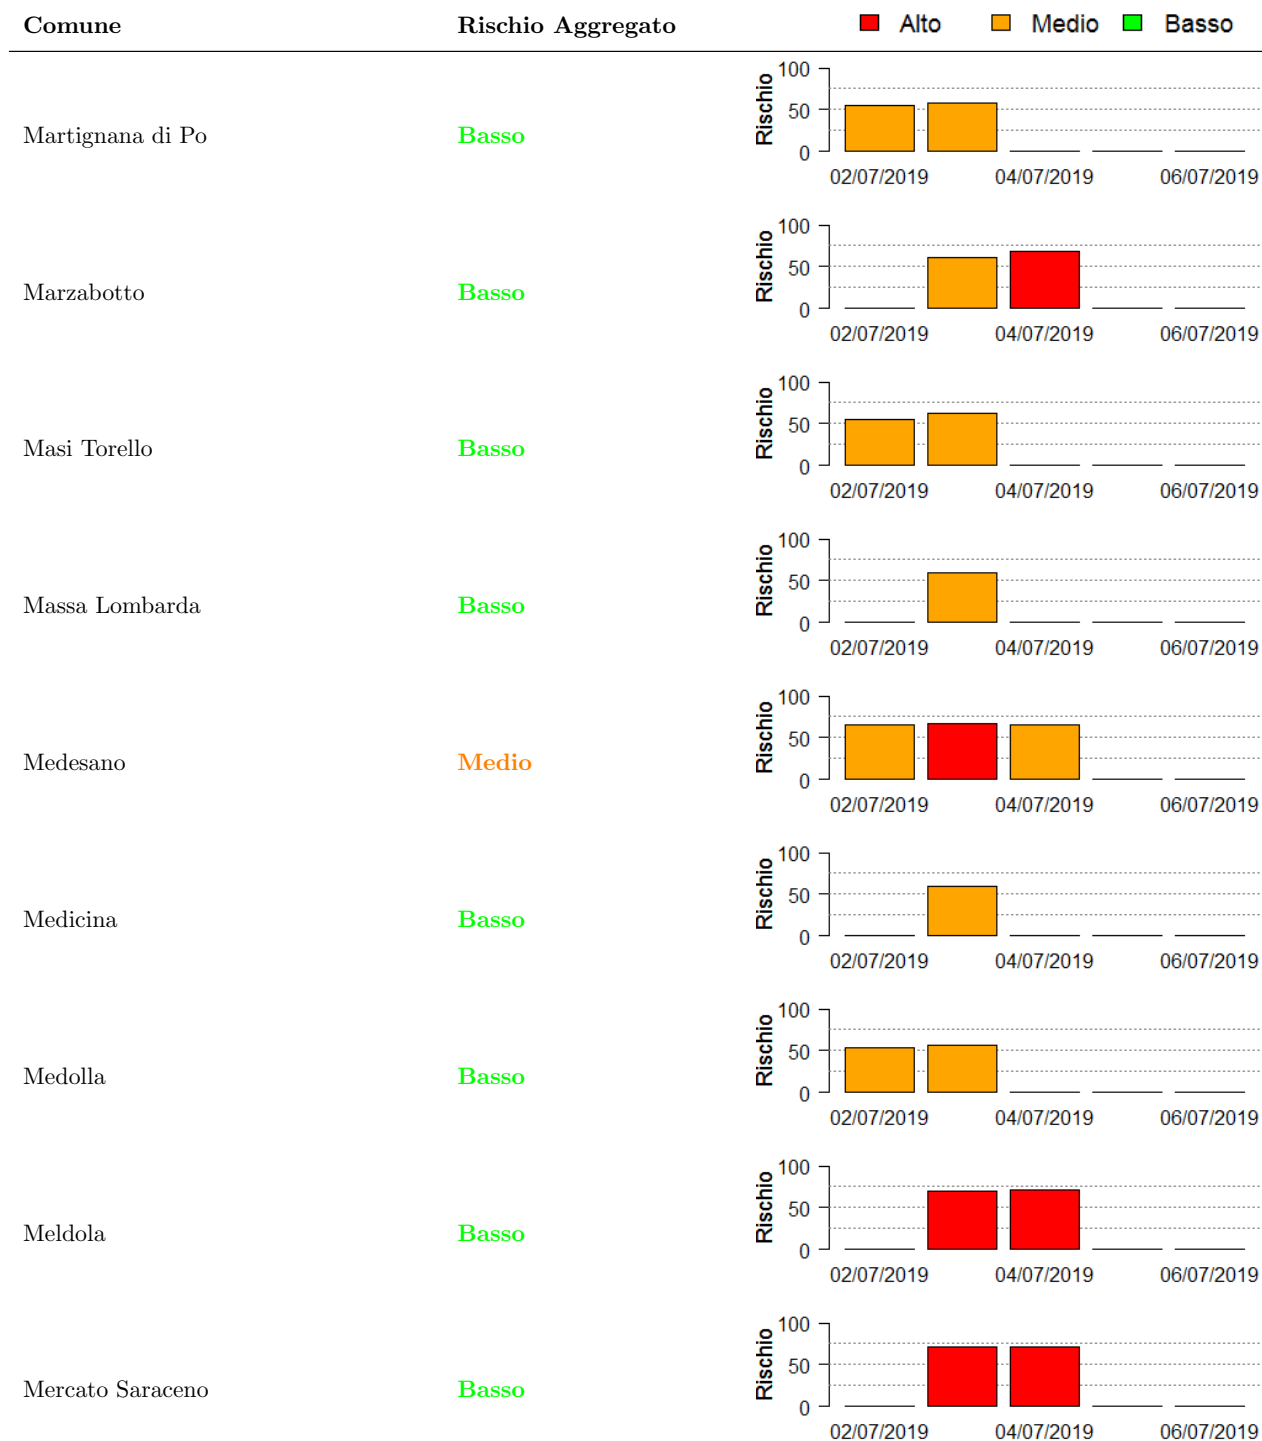 Comune Rischio Aggregato Alto Medio Basso
Martignana di Po Basso Rischio 100 50 0
02/07/2019 04/07/2019 06/07/2019
Marzabotto Basso Rischio 100 50 0
02/07/2019 04/07/2019 06/07/2019
Masi Torello Basso Rischio 100 50 0
02/07/2019 04/07/2019 06/07/2019
Massa Lombarda Basso Rischio 100 50 0
02/07/2019 04/07/2019 06/07/2019
Medesano Medio Rischio 100 50 0
02/07/2019 04/07/2019 06/07/2019
Medicina Basso Rischio 100 50 0
02/07/2019 04/07/2019 06/07/2019
Medolla Basso Rischio 100 50 0
02/07/2019 04/07/2019 06/07/2019
Meldola Basso Rischio 100 50 0
02/07/2019 04/07/2019 06/07/2019
Mercato Saraceno Basso Rischio 100 50 0
02/07/2019 04/07/2019 06/07/2019